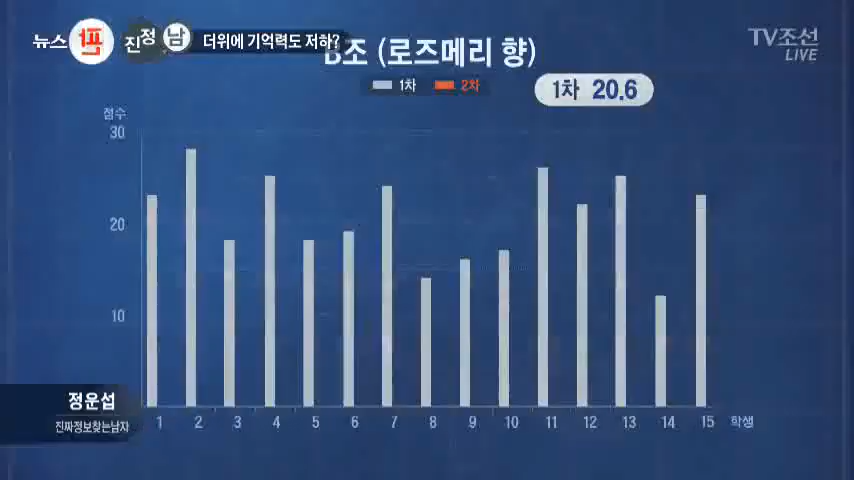 뉴스 판
진정남
더위에 기억력도 저하?
TV조선
LIVE
B조 (로즈메리 향)
1차 2차
1차 20.6
점수
30
20
10
1 2 3 4 5 6 7 8 9 10 11 12 13 14 15 학생
정운섭
진짜정보찾는남자